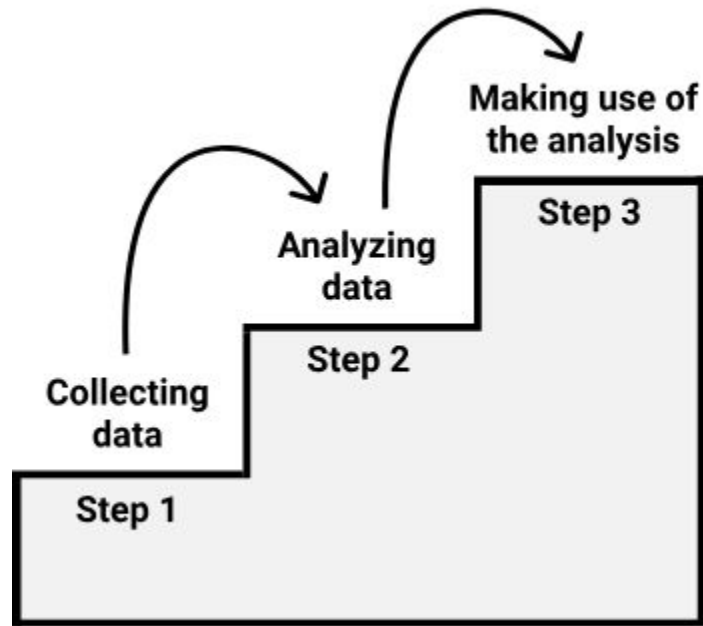 Making use of
the analysis
Step 3
Analyzing
data
Step 2
Collecting
data
Step 1